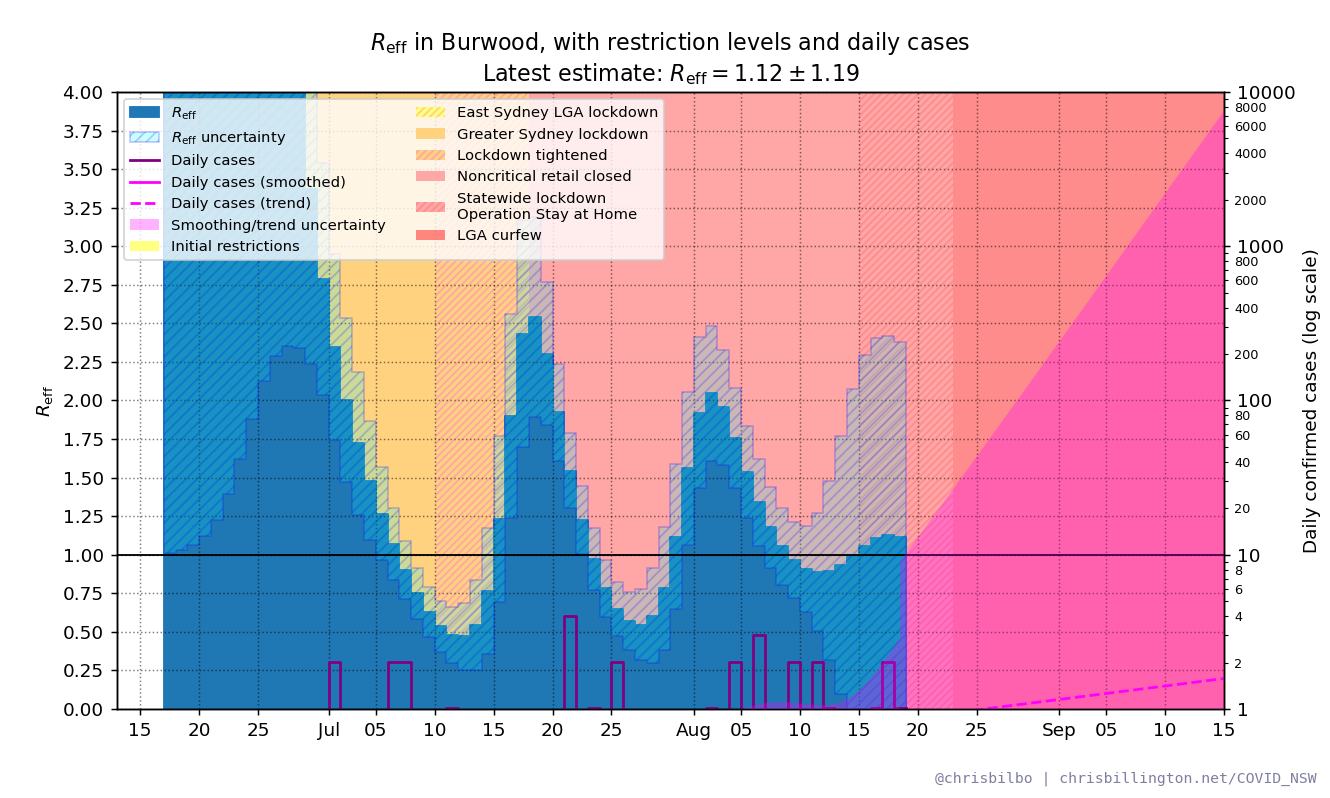 R_eff in Burwood, with restriction levels and daily cases
Latest estimate: R_eff = 1.12 ± 1.19
R_eff
R_eff uncertainty
Daily cases
Daily cases (smoothed)
Daily cases (trend)
Smoothing/trend uncertainty
Initial restrictions
East Sydney LGA lockdown
Greater Sydney lockdown
Lockdown tightened
Noncritical retail closed
Statewide lockdown
Operation Stay at Home
LGA curfew
4.00
3.75
3.50
3.25
3.00
2.75
2.50
2.25
2.00
1.75
1.50
1.25
1.00
0.75
0.50
0.25
0.00
R_eff
10000
8000
6000
4000
2000
1000
800
600
400
200
100
80
60
40
20
10
8
6
4
2
1
Daily confirmed cases (log scale)
15 20 25 Jul 05 10 15 20 25 Aug 05 10 15 20 25 Sep 05 10 15
@chrisbilbo | chrisbillington.net/COVID_NSW